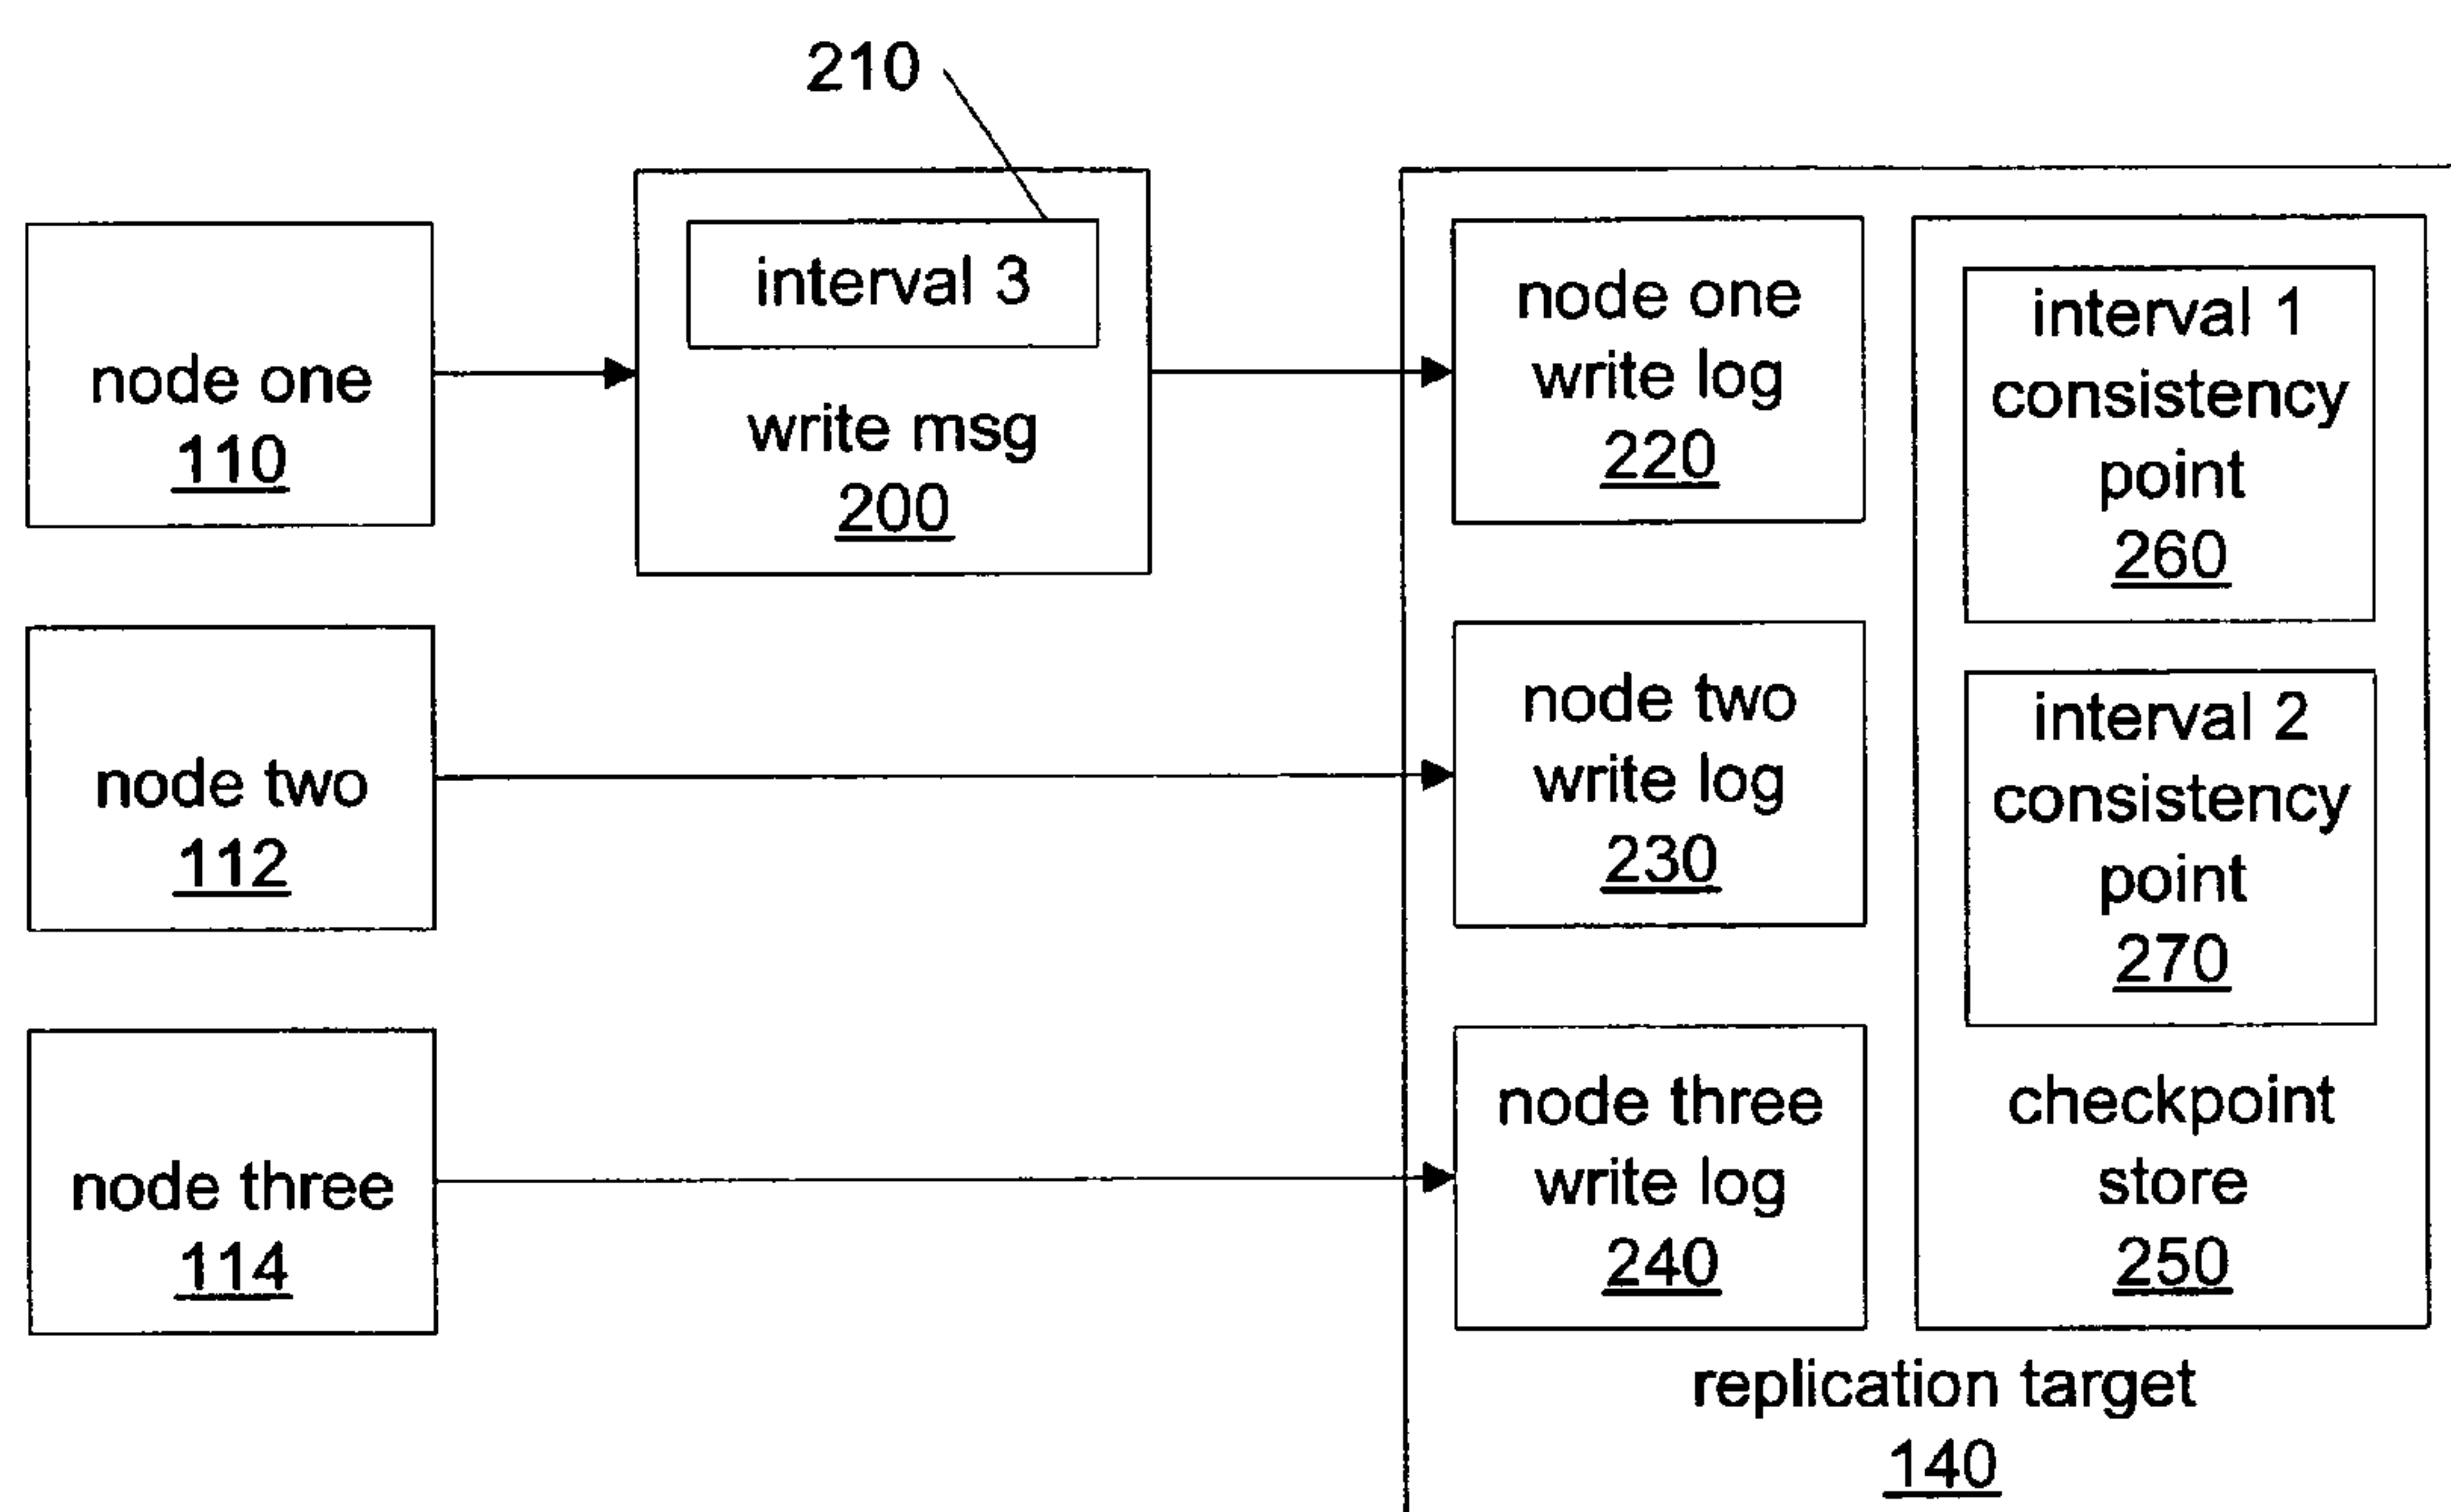 210
interval 3
write msg
200
node one
110
node two
112
node three
114
node one
write log
220
node two
write log
230
node three
write log
240
interval 1
consistency
point
260
interval 2
consistency
point
270
checkpoint
store
250
replication target
140